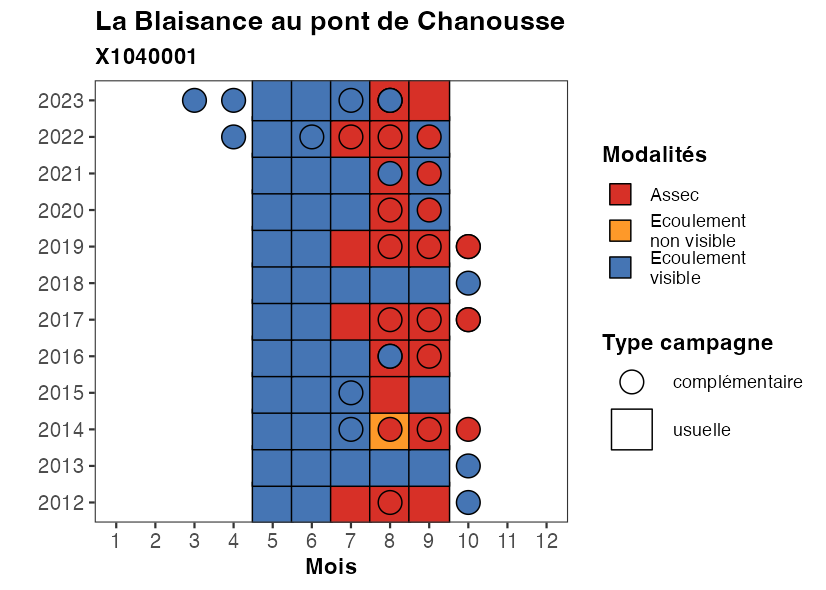 La Blaisance au pont de Chanousse
X1040001
2023
2022
2021
2020
2019
2018
2017
2016
2015
2014
2013
2012
1 2 3 4 5 6 7 8 9 10 11 12
Mois
Modalités
Assec
Ecoulement
non visible
Ecoulement
visible
Type campagne
complémentaire
usuelle